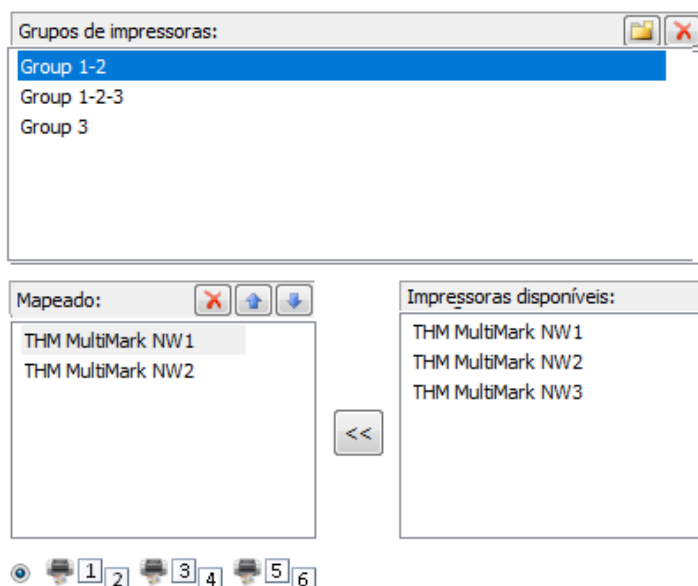 Grupos de impressoras:
Group 1-2
Group 1-2-3
Group 3
Mapeado:
THM MultiMark NW1
THM MultiMark NW2
<<
Impressoras disponíveis:
THM MultiMark NW1
THM MultiMark NW2
THM MultiMark NW3
1 2 3 4 5 6